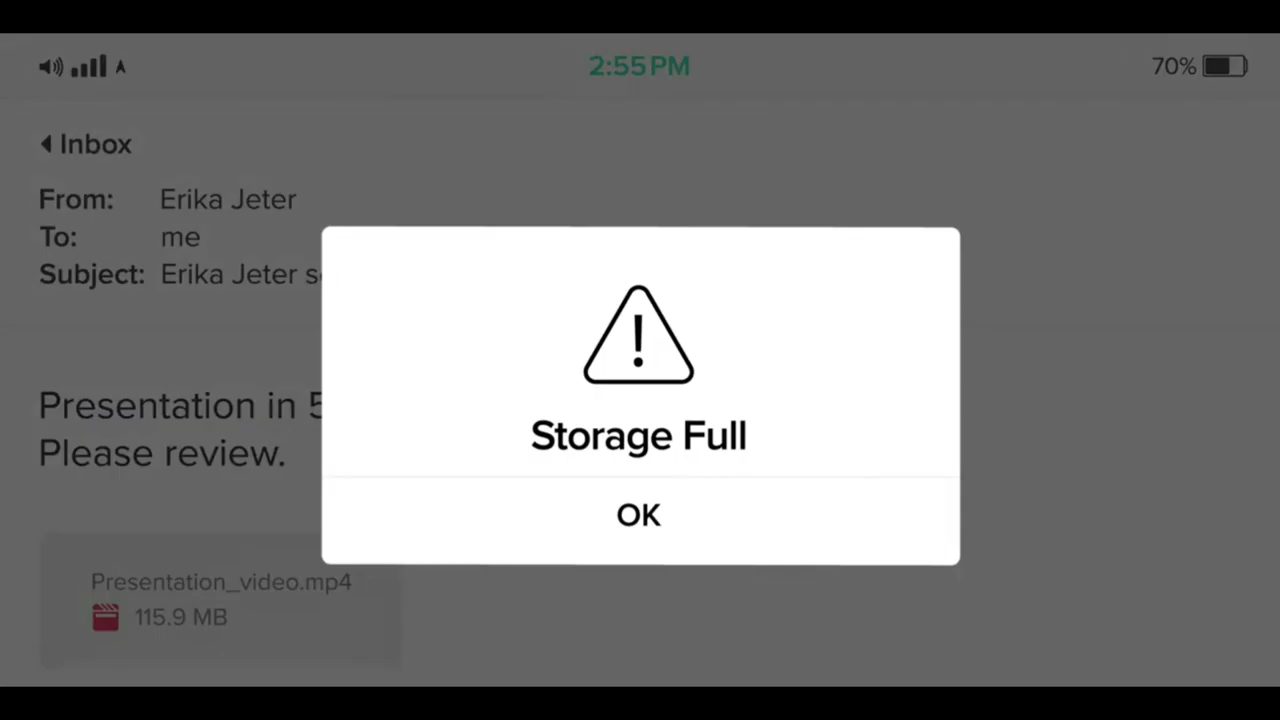 2:55 PM
70%
Inbox
From: Erika Jeter
To: me
Subject: Erika Jeter
Presentation in
Please review.
Storage Full
OK
Presentation_video.mp4
115.9 MB